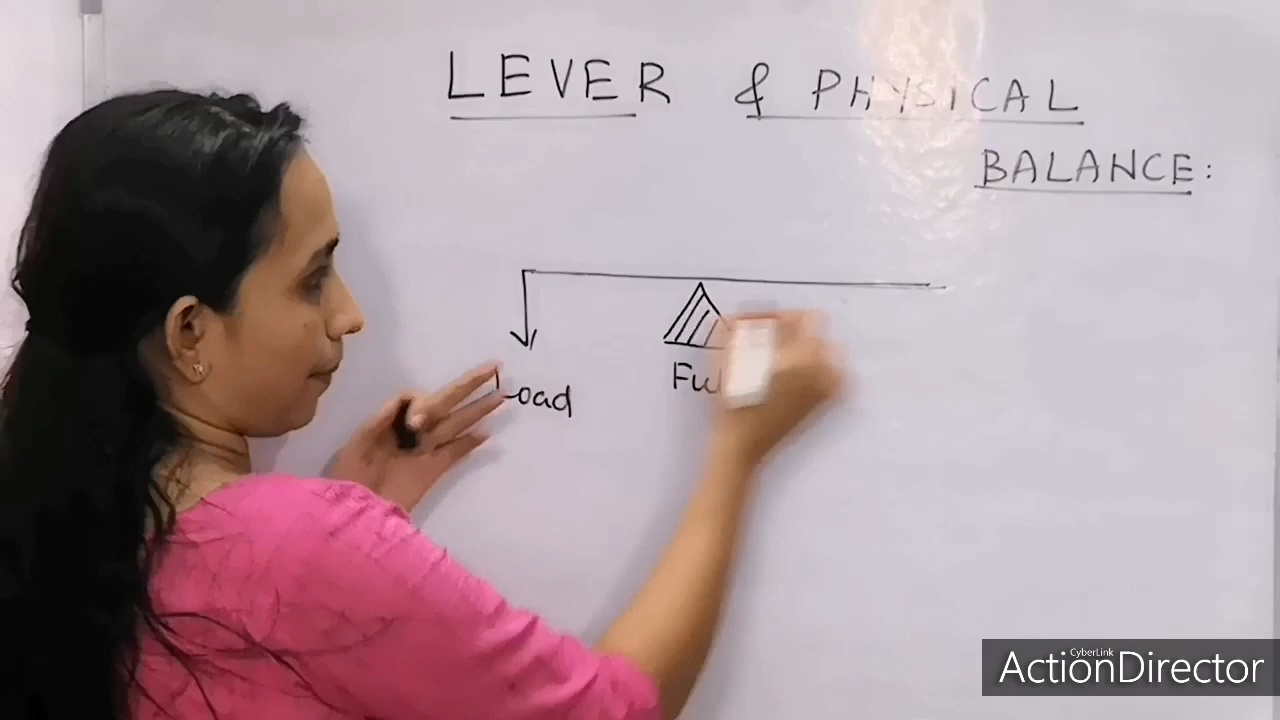 LEVER & PHYSICAL
BALANCE:
Load
CyberLink
ActionDirector